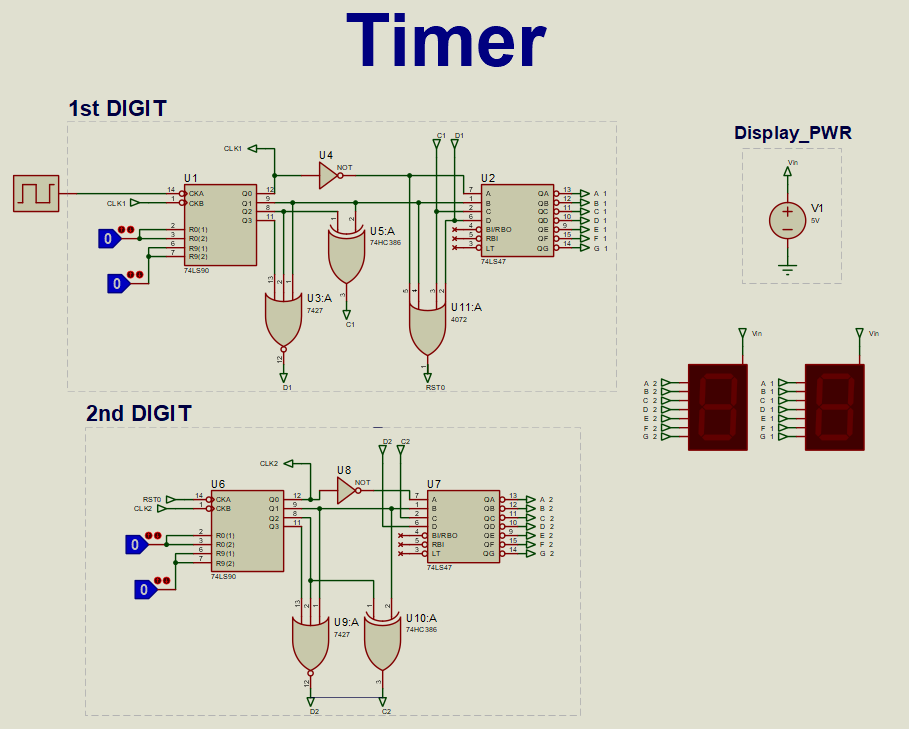 Timer
1st DIGIT
Display_PWR
CLK1
CLK1
U1
14 CKA Q0 12
1 CKB Q1 9
Q2 8
Q3 11
2 R0(1)
3 R0(2)
6 R9(1)
7 R9(2)
74LS90
0
0
U4
NOT
C1 D1
U2
7 A QA 13 A 1
1 B QB 12 B 1
2 C QC 11 C 1
6 D QD 10 D 1
4 BI/RBO QE 9 E 1
5 RBI QF 15 F 1
3 LT QG 14 G 1
74LS47
1 2
U5:A
74HC386
3
C1
13 2 1
U3:A
7427
12
D1
5 4 3 2
U11:A
4072
1
RST0
Vin
V1
5V
Vin
Vin
A 2
B 2
C 2
D 2
E 2
F 2
G 2
A 1
B 1
C 1
D 1
E 1
F 1
G 1
2nd DIGIT
CLK2
RST0
CLK2
U6
14 CKA Q0 12
1 CKB Q1 9
Q2 8
Q3 11
2 R0(1)
3 R0(2)
6 R9(1)
7 R9(2)
74LS90
0
0
U8
NOT
D2 C2
U7
7 A QA 13 A 2
1 B QB 12 B 2
2 C QC 11 C 2
6 D QD 10 D 2
4 BI/RBO QE 9 E 2
5 RBI QF 15 F 2
3 LT QG 14 G 2
74LS47
13 2 1
U9:A
7427
12
D2
1 2
U10:A
74HC386
3
C2